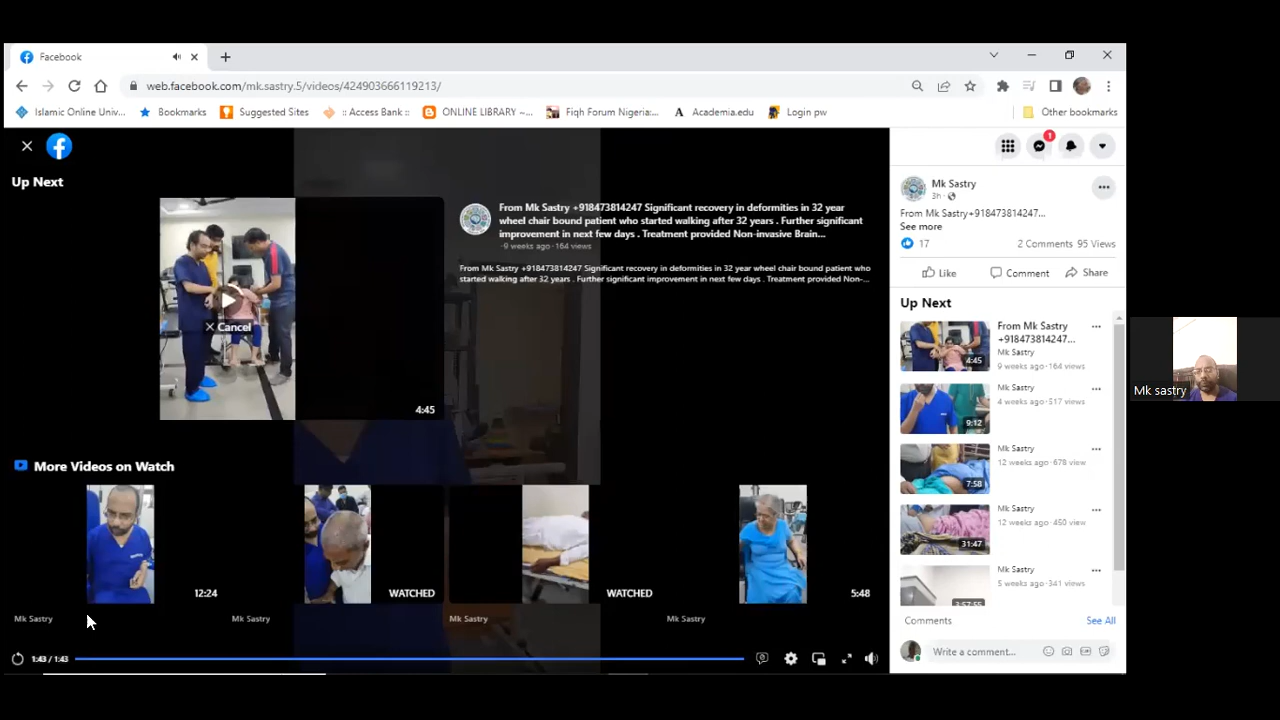 Facebook
web.facebook.com/mk.sastry.5/videos/424903666119213/
Islamic Online Univ...
Bookmarks
Suggested Sites
:: Access Bank ::
ONLINE LIBRARY ~...
Fiqh Forum Nigeria:...
Academia.edu
Login pw
Other bookmarks
Up Next
From Mk Sastry +918473814247 Significant recovery in deformities in 32 year
wheel chair bound patient who started walking after 32 years . Further significant
improvement in next few days . Treatment provided Non-invasive Brain...
9 weeks ago · 164 views
From Mk Sastry +918473814247 Significant recovery in deformities in 32 year wheel chair bound patient who
started walking after 32 years . Further significant improvement in next few days . Treatment provided Non-...
Cancel
4:45
More Videos on Watch
12:24
WATCHED
WATCHED
5:48
Mk Sastry
Mk Sastry
Mk Sastry
Mk Sastry
1:43 / 1:43
1
Mk Sastry
3h
From Mk Sastry+918473814247...
See more
17
2 Comments 95 Views
Like
Comment
Share
Up Next
From Mk Sastry
+918473814247...
Mk Sastry
9 weeks ago · 164 views
4:45
Mk Sastry
4 weeks ago · 517 views
9:12
Mk Sastry
12 weeks ago · 678 view
7:58
Mk Sastry
12 weeks ago · 450 view
31:47
Mk Sastry
5 weeks ago · 341 views
Comments
See All
Write a comment...
GIF
Mk sastry